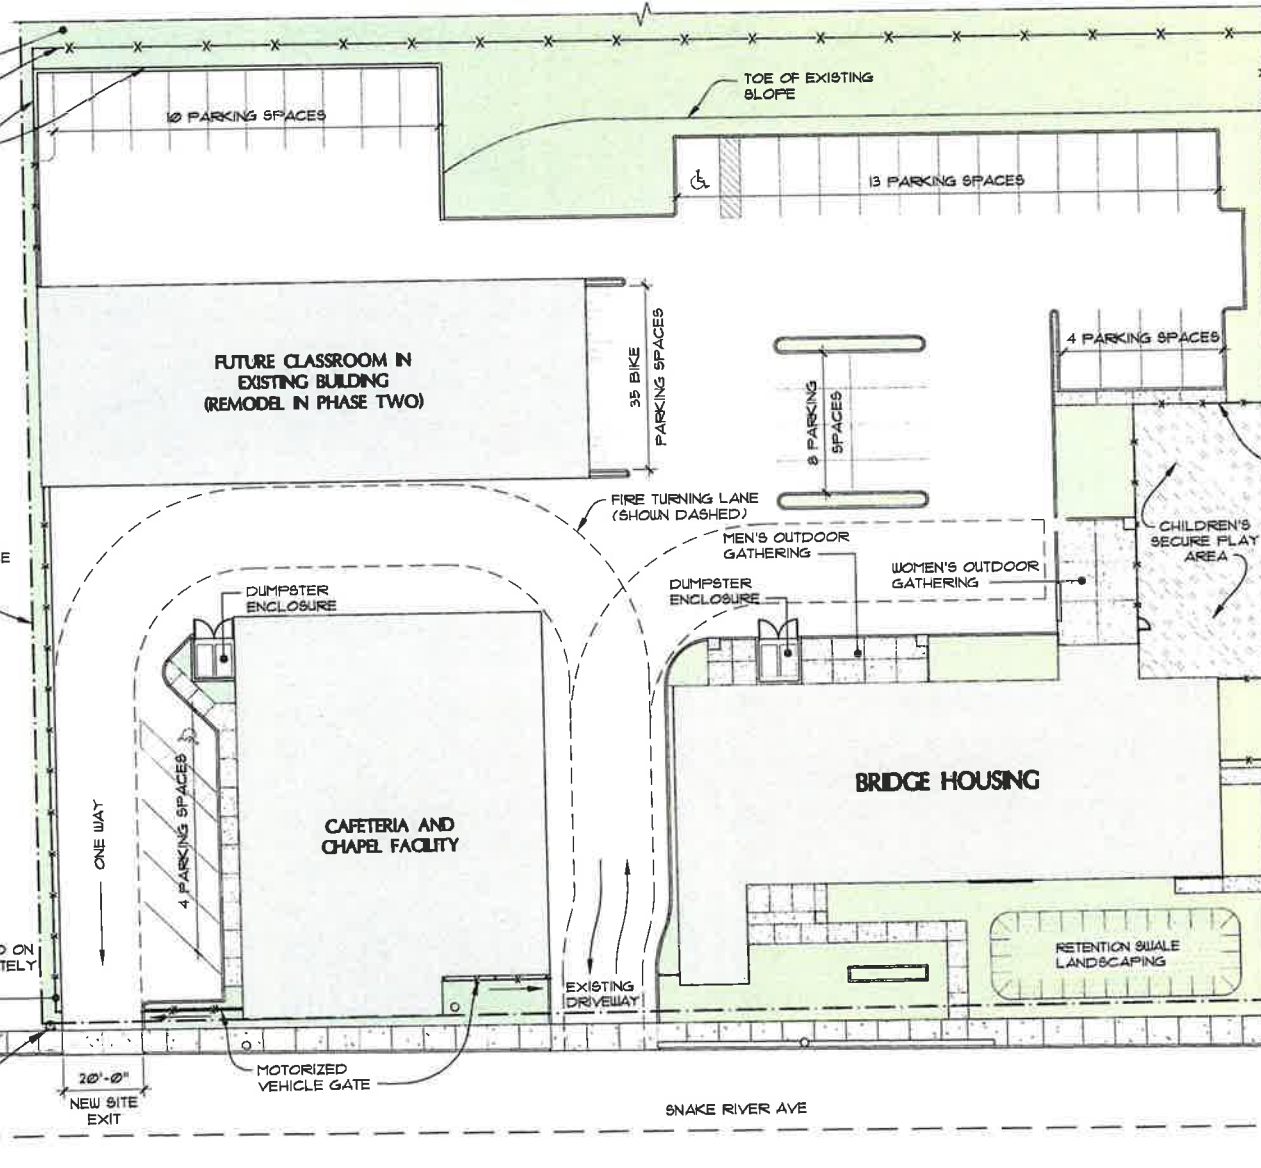 TOE OF EXISTING
SLOPE
10 PARKING SPACES
13 PARKING SPACES
4 PARKING SPACES
35 BIKE
PARKING SPACES
FUTURE CLASSROOM IN
EXISTING BUILDING
(REMODEL IN PHASE TWO)
8 PARKING
SPACES
FIRE TURNING LANE
(SHOWN DASHED)
MEN'S OUTDOOR
GATHERING
WOMEN'S OUTDOOR
GATHERING
CHILDREN'S
SECURE PLAY
AREA
E
DUMPSTER
ENCLOSURE
DUMPSTER
ENCLOSURE
ONE WAY
4 PARKING SPACES
CAFETERIA AND
CHAPEL FACILITY
BRIDGE HOUSING
ON
TELY
RETENTION SWALE
LANDSCAPING
EXISTING
DRIVEWAY
MOTORIZED
VEHICLE GATE
20'-0"
NEW SITE
EXIT
SNAKE RIVER AVE